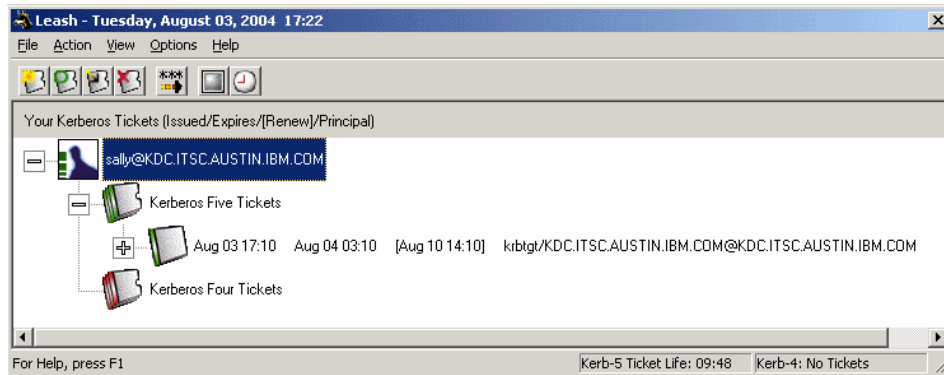 Leash - Tuesday, August 03, 2004 17:22
File Action View Options Help
***
Your Kerberos Tickets (Issued/Expires/[Renew]/Principal)
sally@KDC.ITSC.AUSTIN.IBM.COM
Kerberos Five Tickets
Aug 03 17:10 Aug 04 03:10 [Aug 10 14:10] krbtgt/KDC.ITSC.AUSTIN.IBM.COM@KDC.ITSC.AUSTIN.IBM.COM
Kerberos Four Tickets
For Help, press F1 Kerb-5 Ticket Life: 09:48 Kerb-4: No Tickets